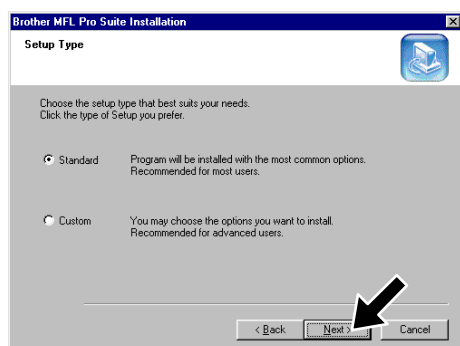 Brother MFL Pro Suite Installation
Setup Type
Choose the setup type that best suits your needs.
Click the type of Setup you prefer.
Standard Program will be installed with the most common options.
Recommended for most users.
Custom You may choose the options you want to install.
Recommended for advanced users.
< Back Next > Cancel